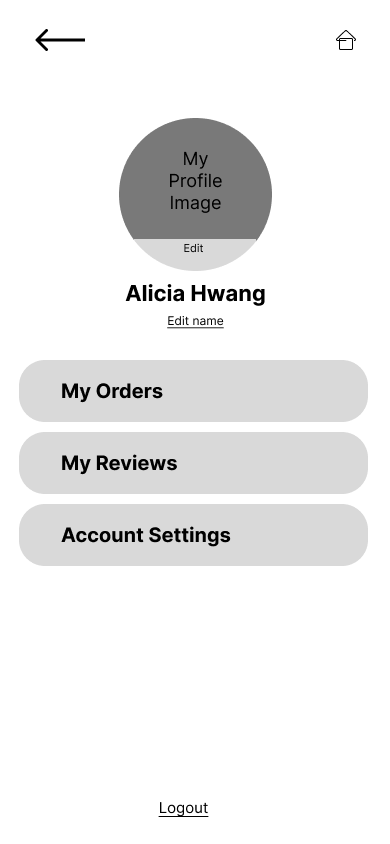 My
Profile
Image
Edit
Alicia Hwang
Edit name
My Orders
My Reviews
Account Settings
Logout